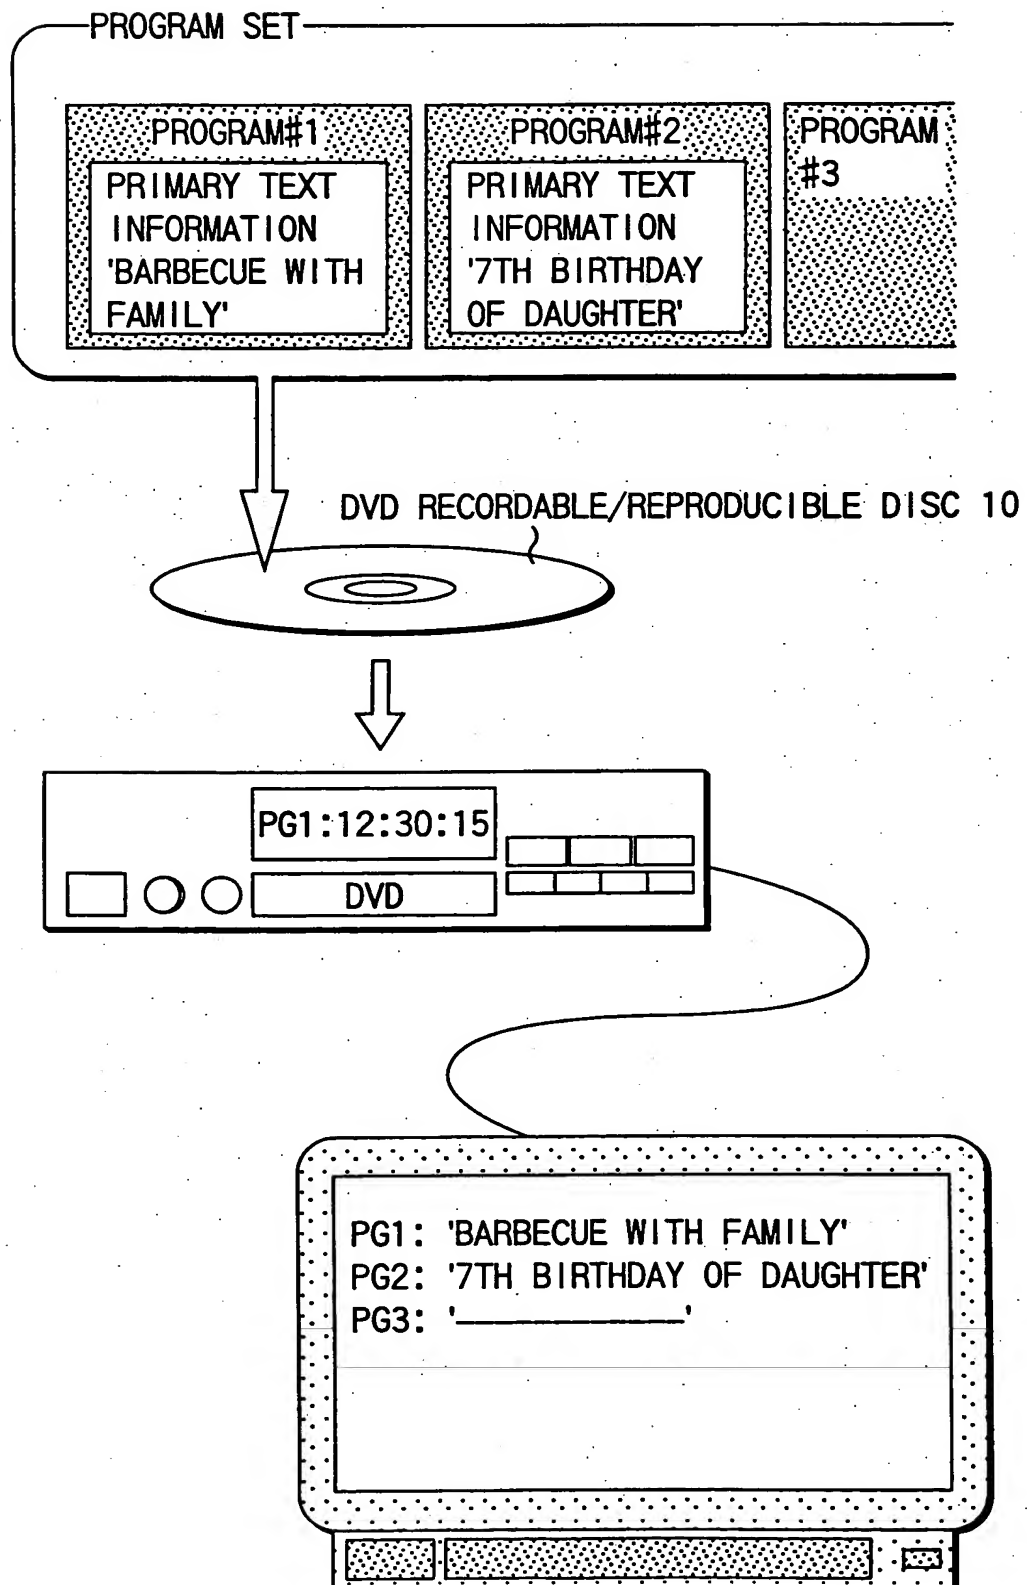 PROGRAM SET
PROGRAM#1
PRIMARY TEXT
INFORMATION
'BARBECUE WITH
FAMILY'
PROGRAM#2
PRIMARY TEXT
INFORMATION
'7TH BIRTHDAY
OF DAUGHTER'
PROGRAM
#3
DVD RECORDABLE/REPRODUCIBLE DISC 10
PG1:12:30:15
DVD
PG1: 'BARBECUE WITH FAMILY'
PG2: '7TH BIRTHDAY OF DAUGHTER'
PG3: '————————'